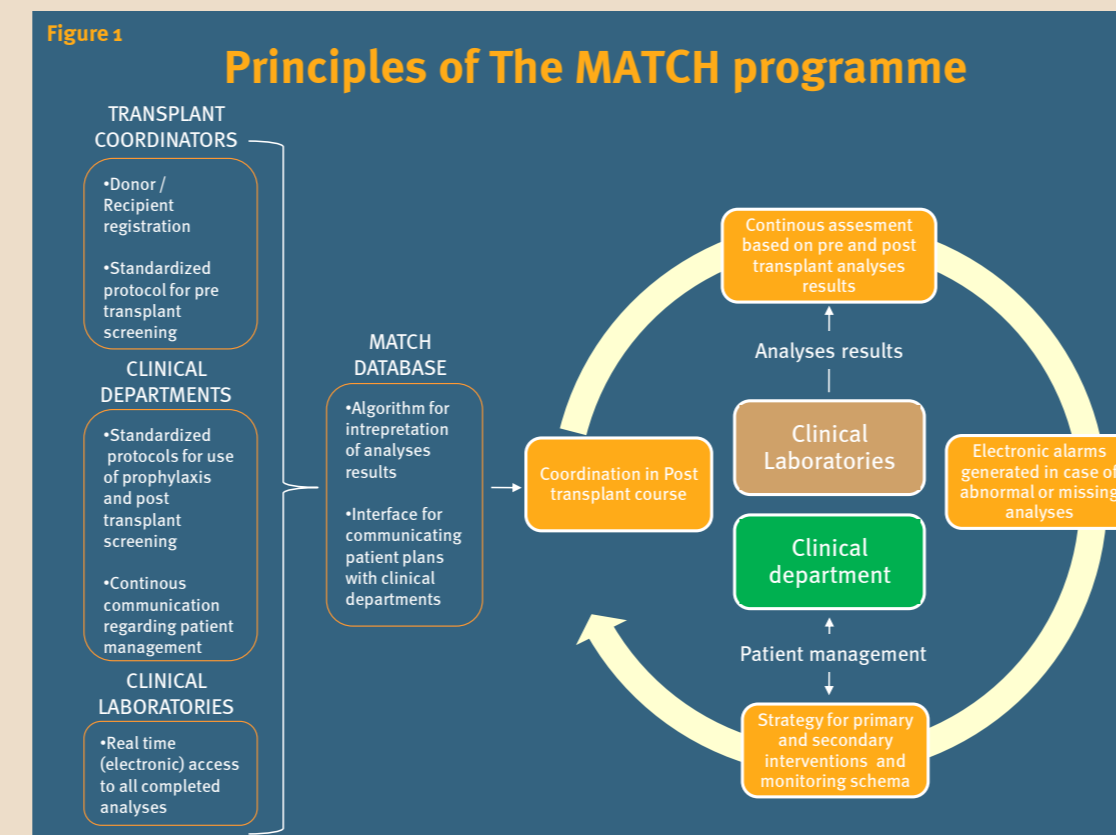 Figure 1
Principles of The MATCH programme
TRANSPLANT
COORDINATORS
•Donor /
Recipient
registration
•Standardized
protocol for pre
transplant
screening
CLINICAL
DEPARTMENTS
•Standardized
protocols for use
of prophylaxis
and post
transplant
screening
•Continous
communication
regarding patient
management
CLINICAL
LABORATORIES
•Real time
(electronic) access
to all completed
analyses
MATCH
DATABASE
•Algorithm for
intrepretation
of analyses
results
•Interface for
communicating
patient plans
with clinical
departments
Coordination in Post
transplant course
Continous assesment
based on pre and post
transplant analyses
results
Analyses results
Clinical
Laboratories
Clinical
department
Patient management
Strategy for primary
and secondary
interventions and
monitoring schema
Electronic alarms
generated in case of
abnormal or missing
analyses